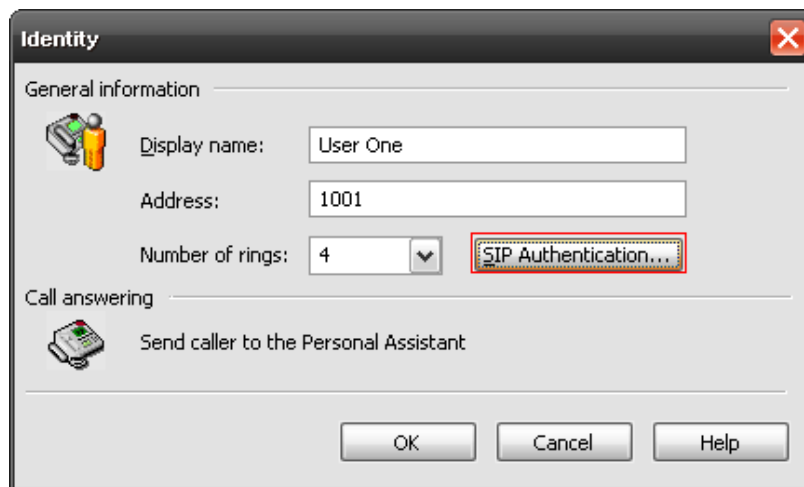 Identity
General information
Display name: User One
Address: 1001
Number of rings: 4 SIP Authentication...
Call answering
Send caller to the Personal Assistant
OK Cancel Help